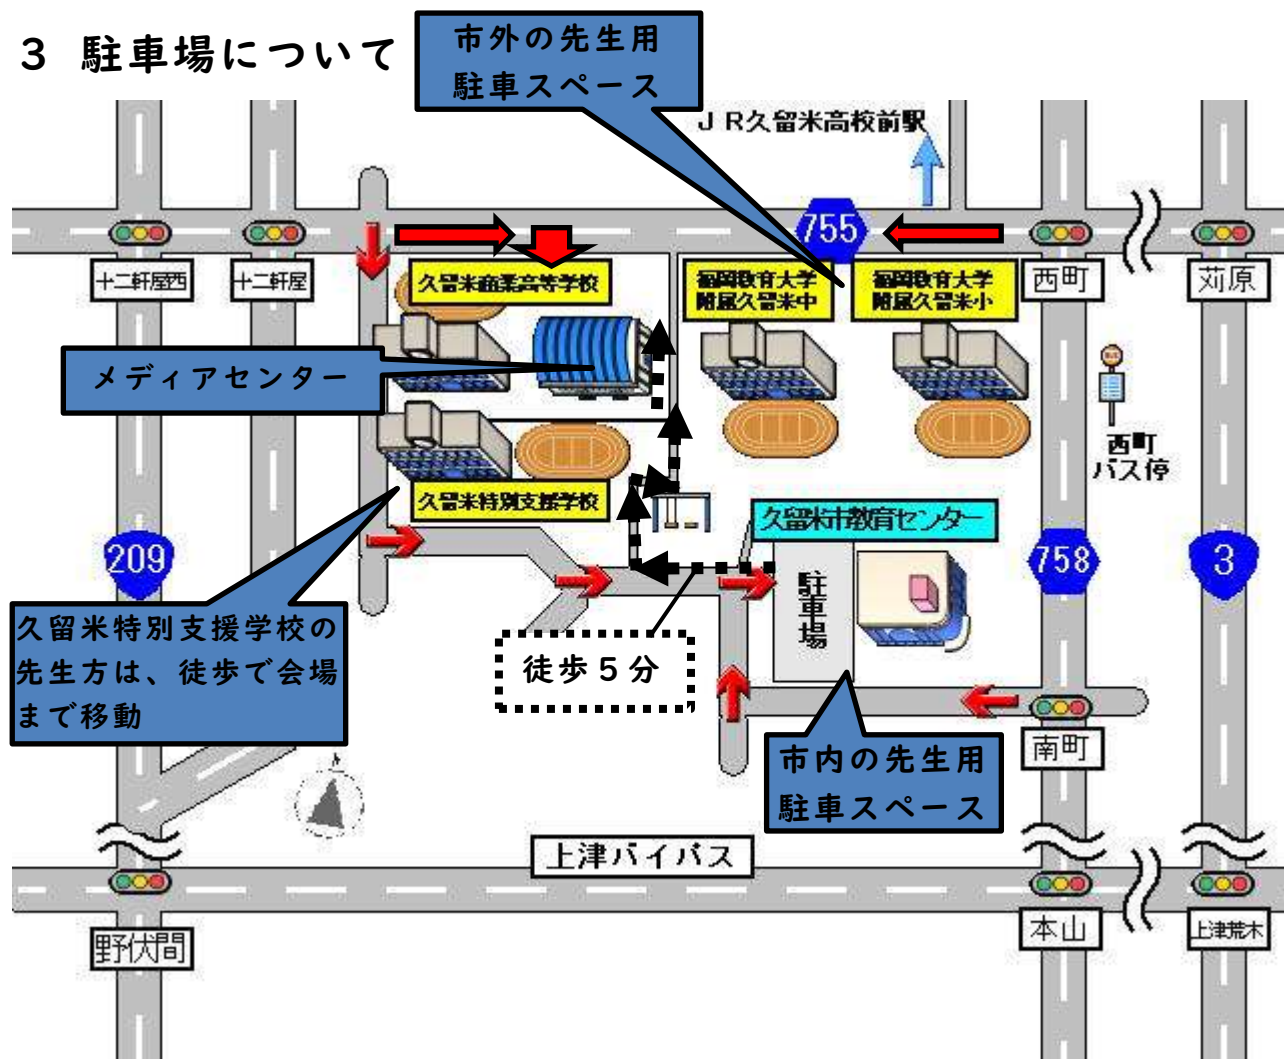 3 駐車場について
市外の先生用
駐車スペース
JR久留米高校前駅
755
十二軒屋西
十二軒屋
久留米商業高等学校
福岡教育大学
附属久留米中
福岡教育大学
附属久留米小
西町
苅原
メディアセンター
BUS
西町
バス停
久留米特別支援学校
久留米市教育センター
209
758
3
駐車場
久留米特別支援学校の
先生方は、徒歩で会場
まで移動
徒歩5分
南町
市内の先生用
駐車スペース
上津バイパス
野伏間
本山
上津荒木